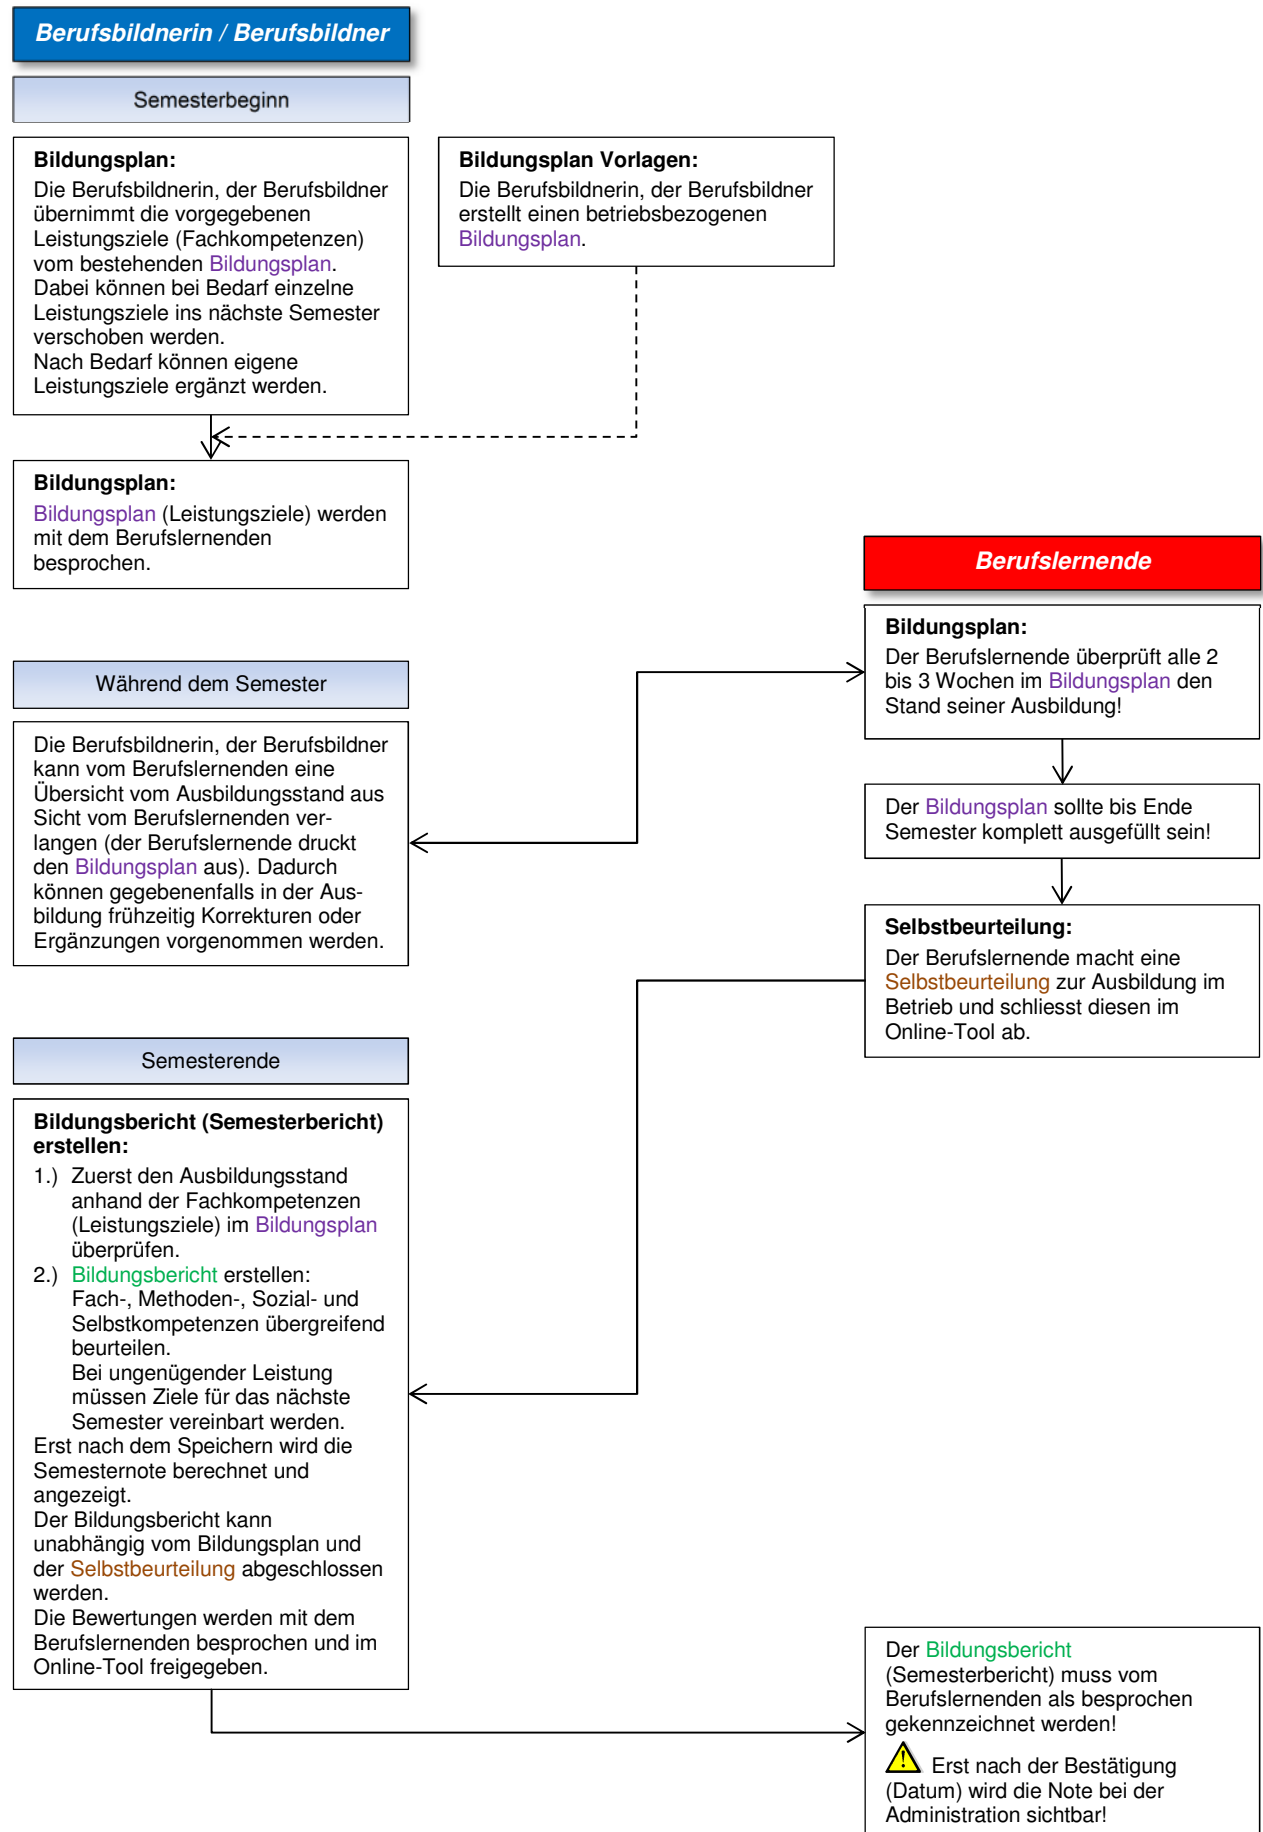 Berufsbildnerin / Berufsbildner
Semesterbeginn
Bildungsplan:
Die Berufsbildnerin, der Berufsbildner
übernimmt die vorgegebenen
Leistungsziele (Fachkompetenzen)
vom bestehenden Bildungsplan.
Dabei können bei Bedarf einzelne
Leistungsziele ins nächste Semester
verschoben werden.
Nach Bedarf können eigene
Leistungsziele ergänzt werden.
Bildungsplan Vorlagen:
Die Berufsbildnerin, der Berufsbildner
erstellt einen betriebsbezogenen
Bildungsplan.
Bildungsplan:
Bildungsplan (Leistungsziele) werden
mit dem Berufslernenden
besprochen.
Berufslernende
Bildungsplan:
Der Berufslernende überprüft alle 2
bis 3 Wochen im Bildungsplan den
Stand seiner Ausbildung!
Während dem Semester
Die Berufsbildnerin, der Berufsbildner
kann vom Berufslernenden eine
Übersicht vom Ausbildungsstand aus
Sicht vom Berufslernenden ver-
langen (der Berufslernende druckt
den Bildungsplan aus). Dadurch
können gegebenenfalls in der Aus-
bildung frühzeitig Korrekturen oder
Ergänzungen vorgenommen werden.
Der Bildungsplan sollte bis Ende
Semester komplett ausgefüllt sein!
Selbstbeurteilung:
Der Berufslernende macht eine
Selbstbeurteilung zur Ausbildung im
Betrieb und schliesst diesen im
Online-Tool ab.
Semesterende
Bildungsbericht (Semesterbericht)
erstellen:
1.) Zuerst den Ausbildungsstand
anhand der Fachkompetenzen
(Leistungsziele) im Bildungsplan
überprüfen.
2.) Bildungsbericht erstellen:
Fach-, Methoden-, Sozial- und
Selbstkompetenzen übergreifend
beurteilen.
Bei ungenügender Leistung
müssen Ziele für das nächste
Semester vereinbart werden.
Erst nach dem Speichern wird die
Semesternote berechnet und
angezeigt.
Der Bildungsbericht kann
unabhängig vom Bildungsplan und
der Selbstbeurteilung abgeschlossen
werden.
Die Bewertungen werden mit dem
Berufslernenden besprochen und im
Online-Tool freigegeben.
Der Bildungsbericht
(Semesterbericht) muss vom
Berufslernenden als besprochen
gekennzeichnet werden!
Erst nach der Bestätigung
(Datum) wird die Note bei der
Administration sichtbar!